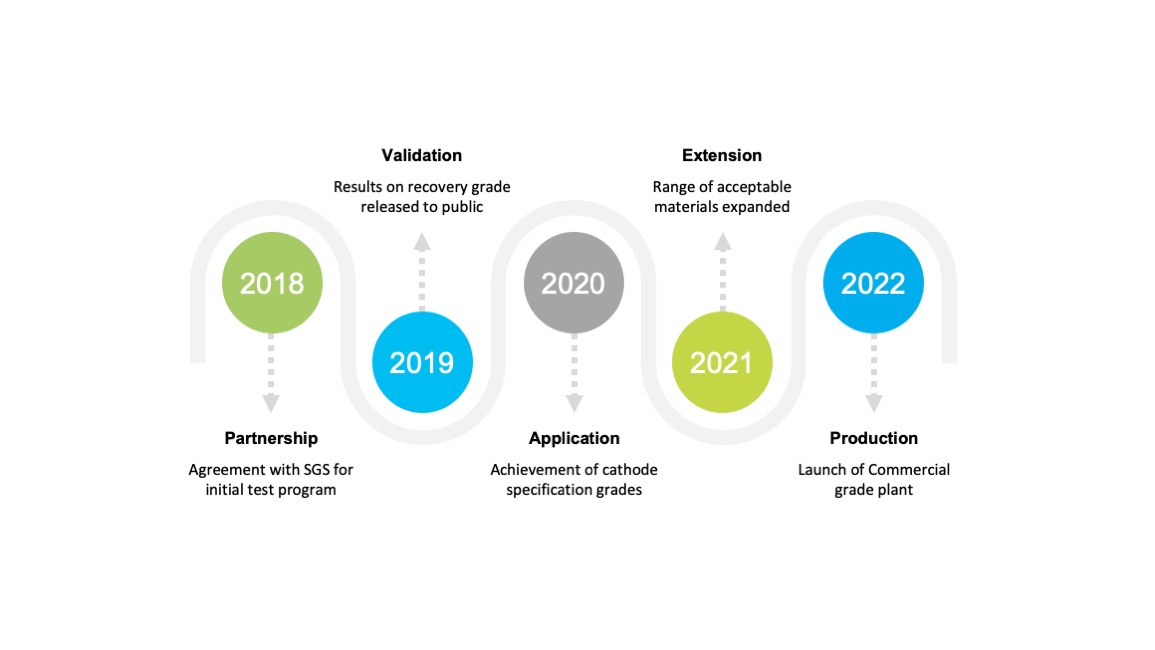 2018
Partnership
Agreement with SGS for
initial test program
Validation
Results on recovery grade
released to public
2019
2020
Application
Achievement of cathode
specification grades
Extension
Range of acceptable
materials expanded
2021
2022
Production
Launch of Commercial
grade plant